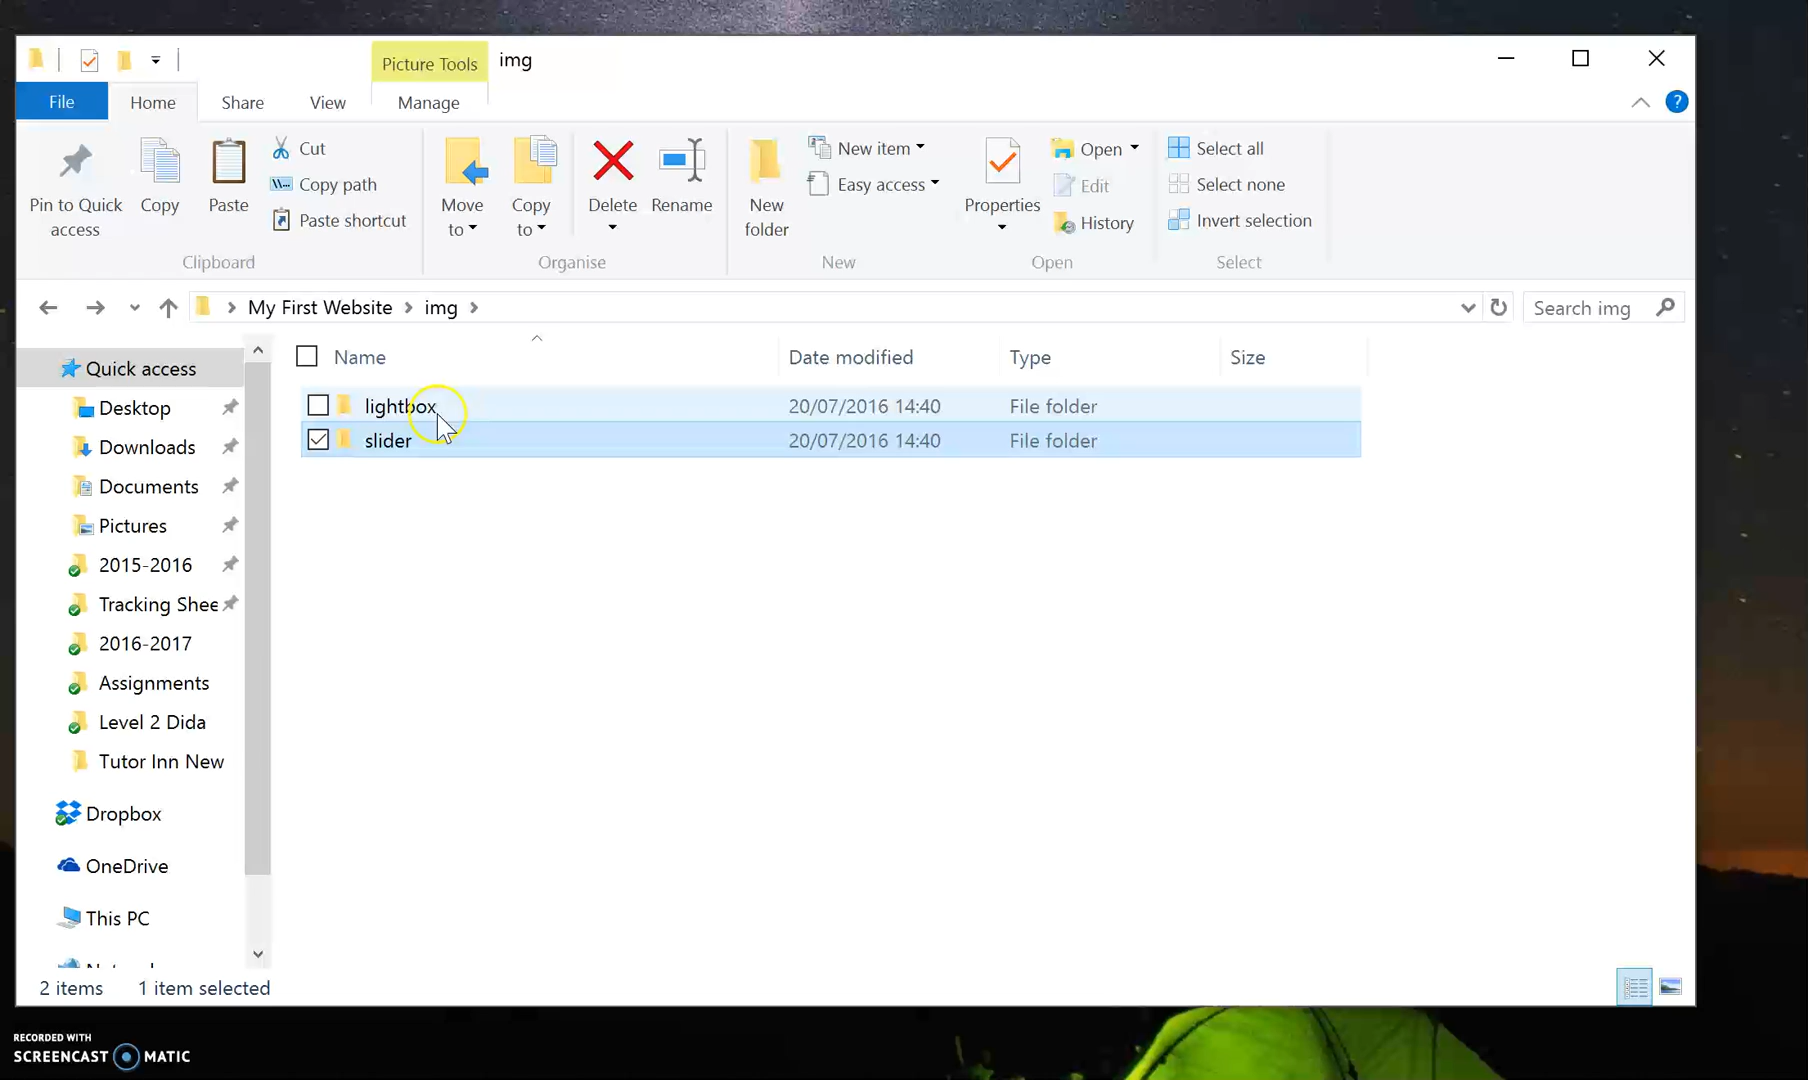 Picture Tools img
File Home Share View Manage
Pin to Quick access
Copy
Paste
Cut
Copy path
Paste shortcut
Clipboard
Move to
Copy to
Delete
Rename
Organise
New folder
New item
Easy access
New
Properties
Open
Edit
History
Open
Select all
Select none
Invert selection
Select
My First Website img
Search img
Name Date modified Type Size
lightbox 20/07/2016 14:40 File folder
slider 20/07/2016 14:40 File folder
Quick access
Desktop
Downloads
Documents
Pictures
2015-2016
Tracking Shee
2016-2017
Assignments
Level 2 Dida
Tutor Inn New
Dropbox
OneDrive
This PC
2 items 1 item selected
RECORDED WITH
SCREENCAST MATIC